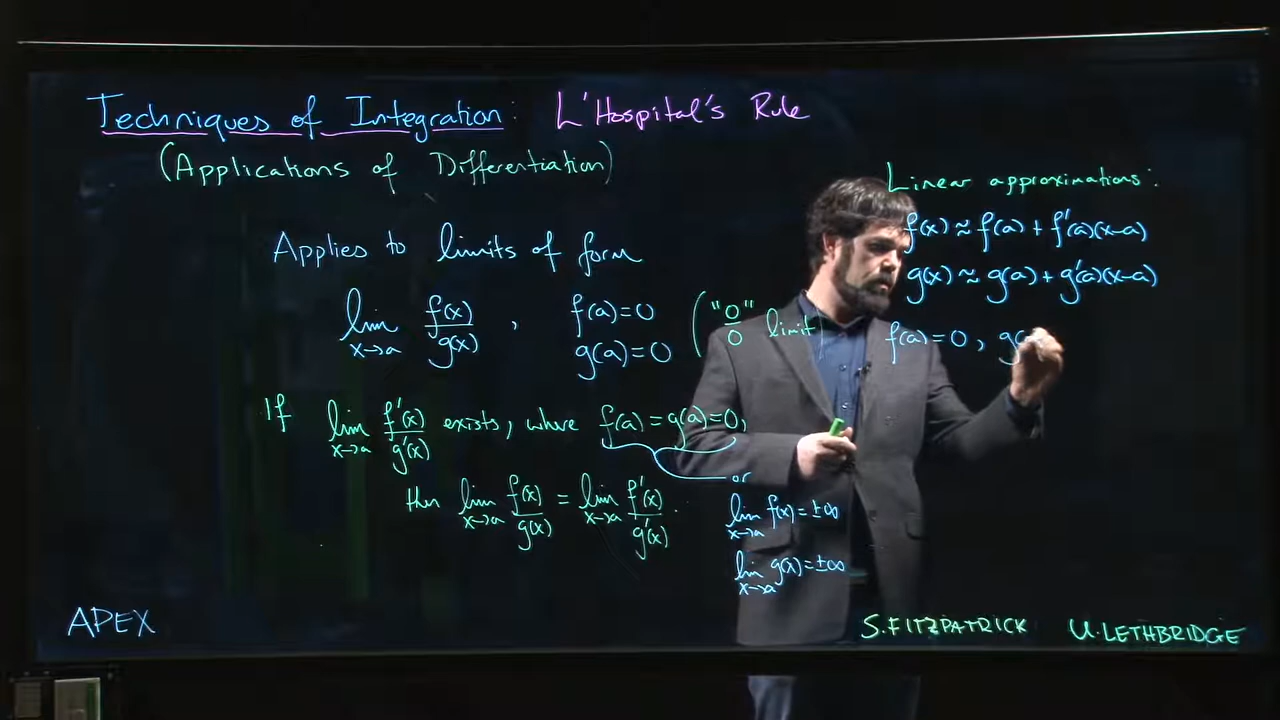 Techniques of Integration: L'Hospital's Rule
(Applications of Differentiation)
Applies to limits of form
lim x→a f(x)/g(x), f(a)=0 g(a)=0 ("0"/0 limit)
If lim x→a f'(x)/g'(x) exists, where f(a)=g(a)=0,
or
lim x→a f(x)=±∞
lim x→a g(x)=±∞
then lim x→a f(x)/g(x) = lim x→a f'(x)/g'(x).
Linear approximations:
f(x) ≈ f(a) + f'(a)(x-a)
g(x) ≈ g(a) + g'(a)(x-a)
f(a)=0, g(
APEX
S.FITZPATRICK U.LETHBRIDGE